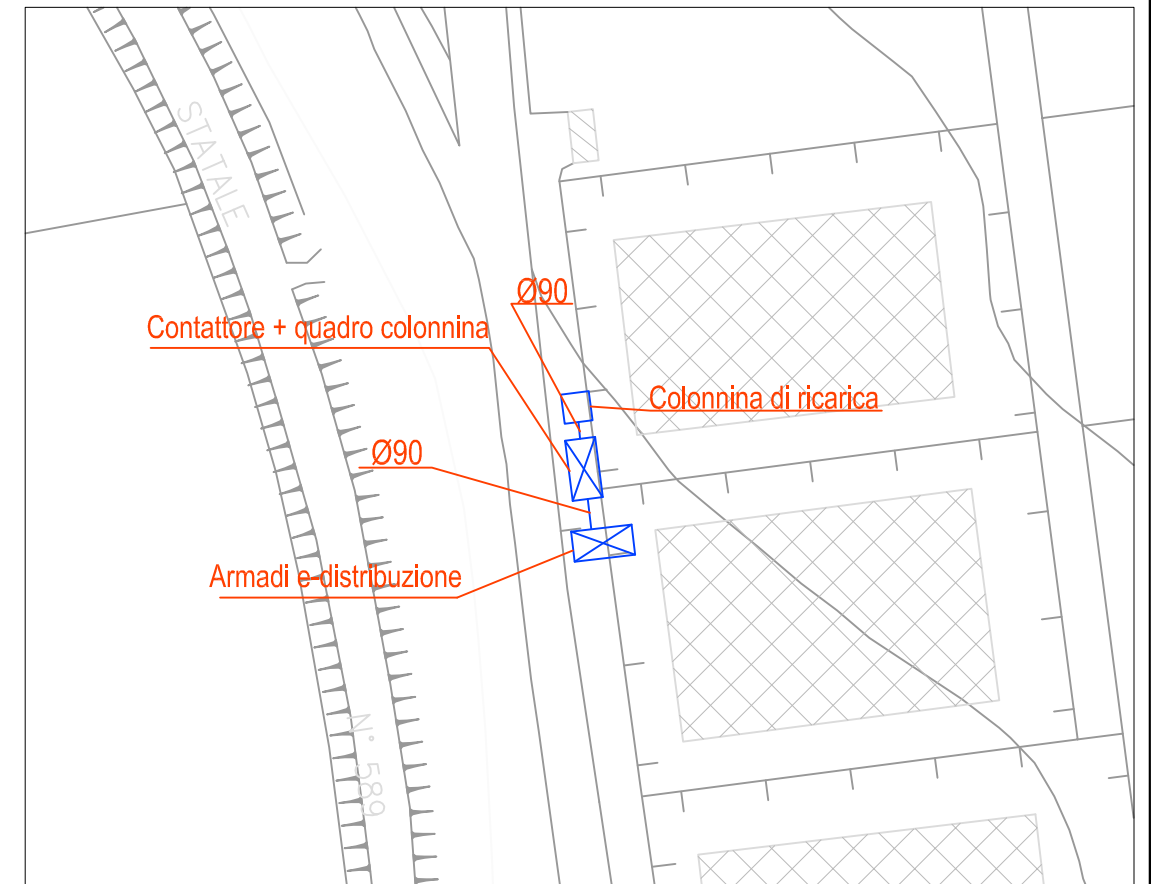 STATALE
Ø90
Contattore + quadro colonnina
Colonnina di ricarica
Ø90
Armadi e-distribuzione
N° 589